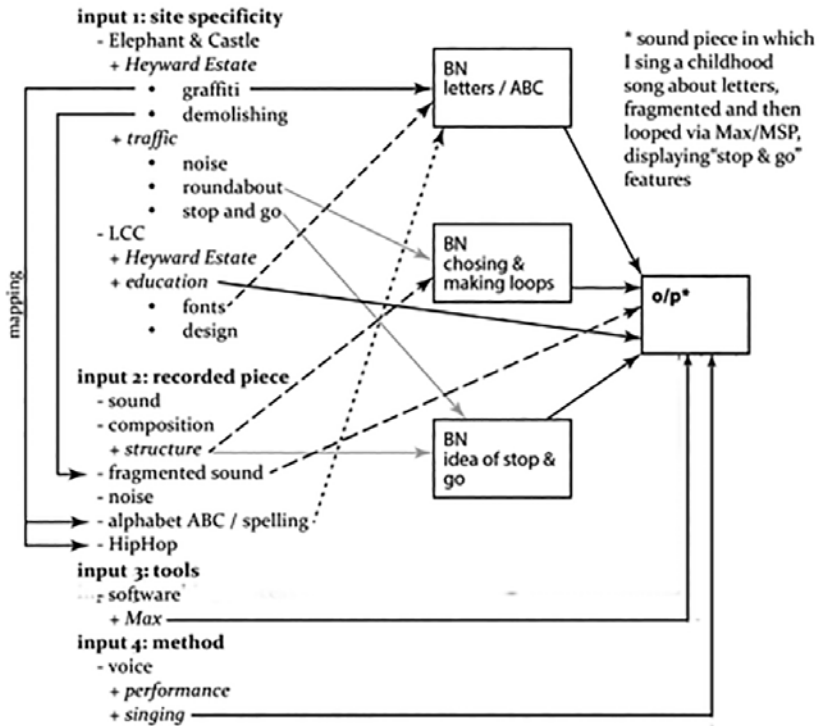 input 1: site specificity
- Elephant & Castle
+ Heyward Estate
• graffiti
• demolishing
+ traffic
• noise
• roundabout
• stop and go
- LCC
+ Heyward Estate
+ education
• fonts
• design
mapping
input 2: recorded piece
- sound
- composition
+ structure
- fragmented sound
- noise
- alphabet ABC / spelling
- HipHop
input 3: tools
- software
+ Max
input 4: method
- voice
+ performance
+ singing
BN
letters / ABC
BN
chosing &
making loops
BN
idea of stop &
go
o/p*
* sound piece in which
I sing a childhood
song about letters,
fragmented and then
looped via Max/MSP,
displaying"stop & go"
features